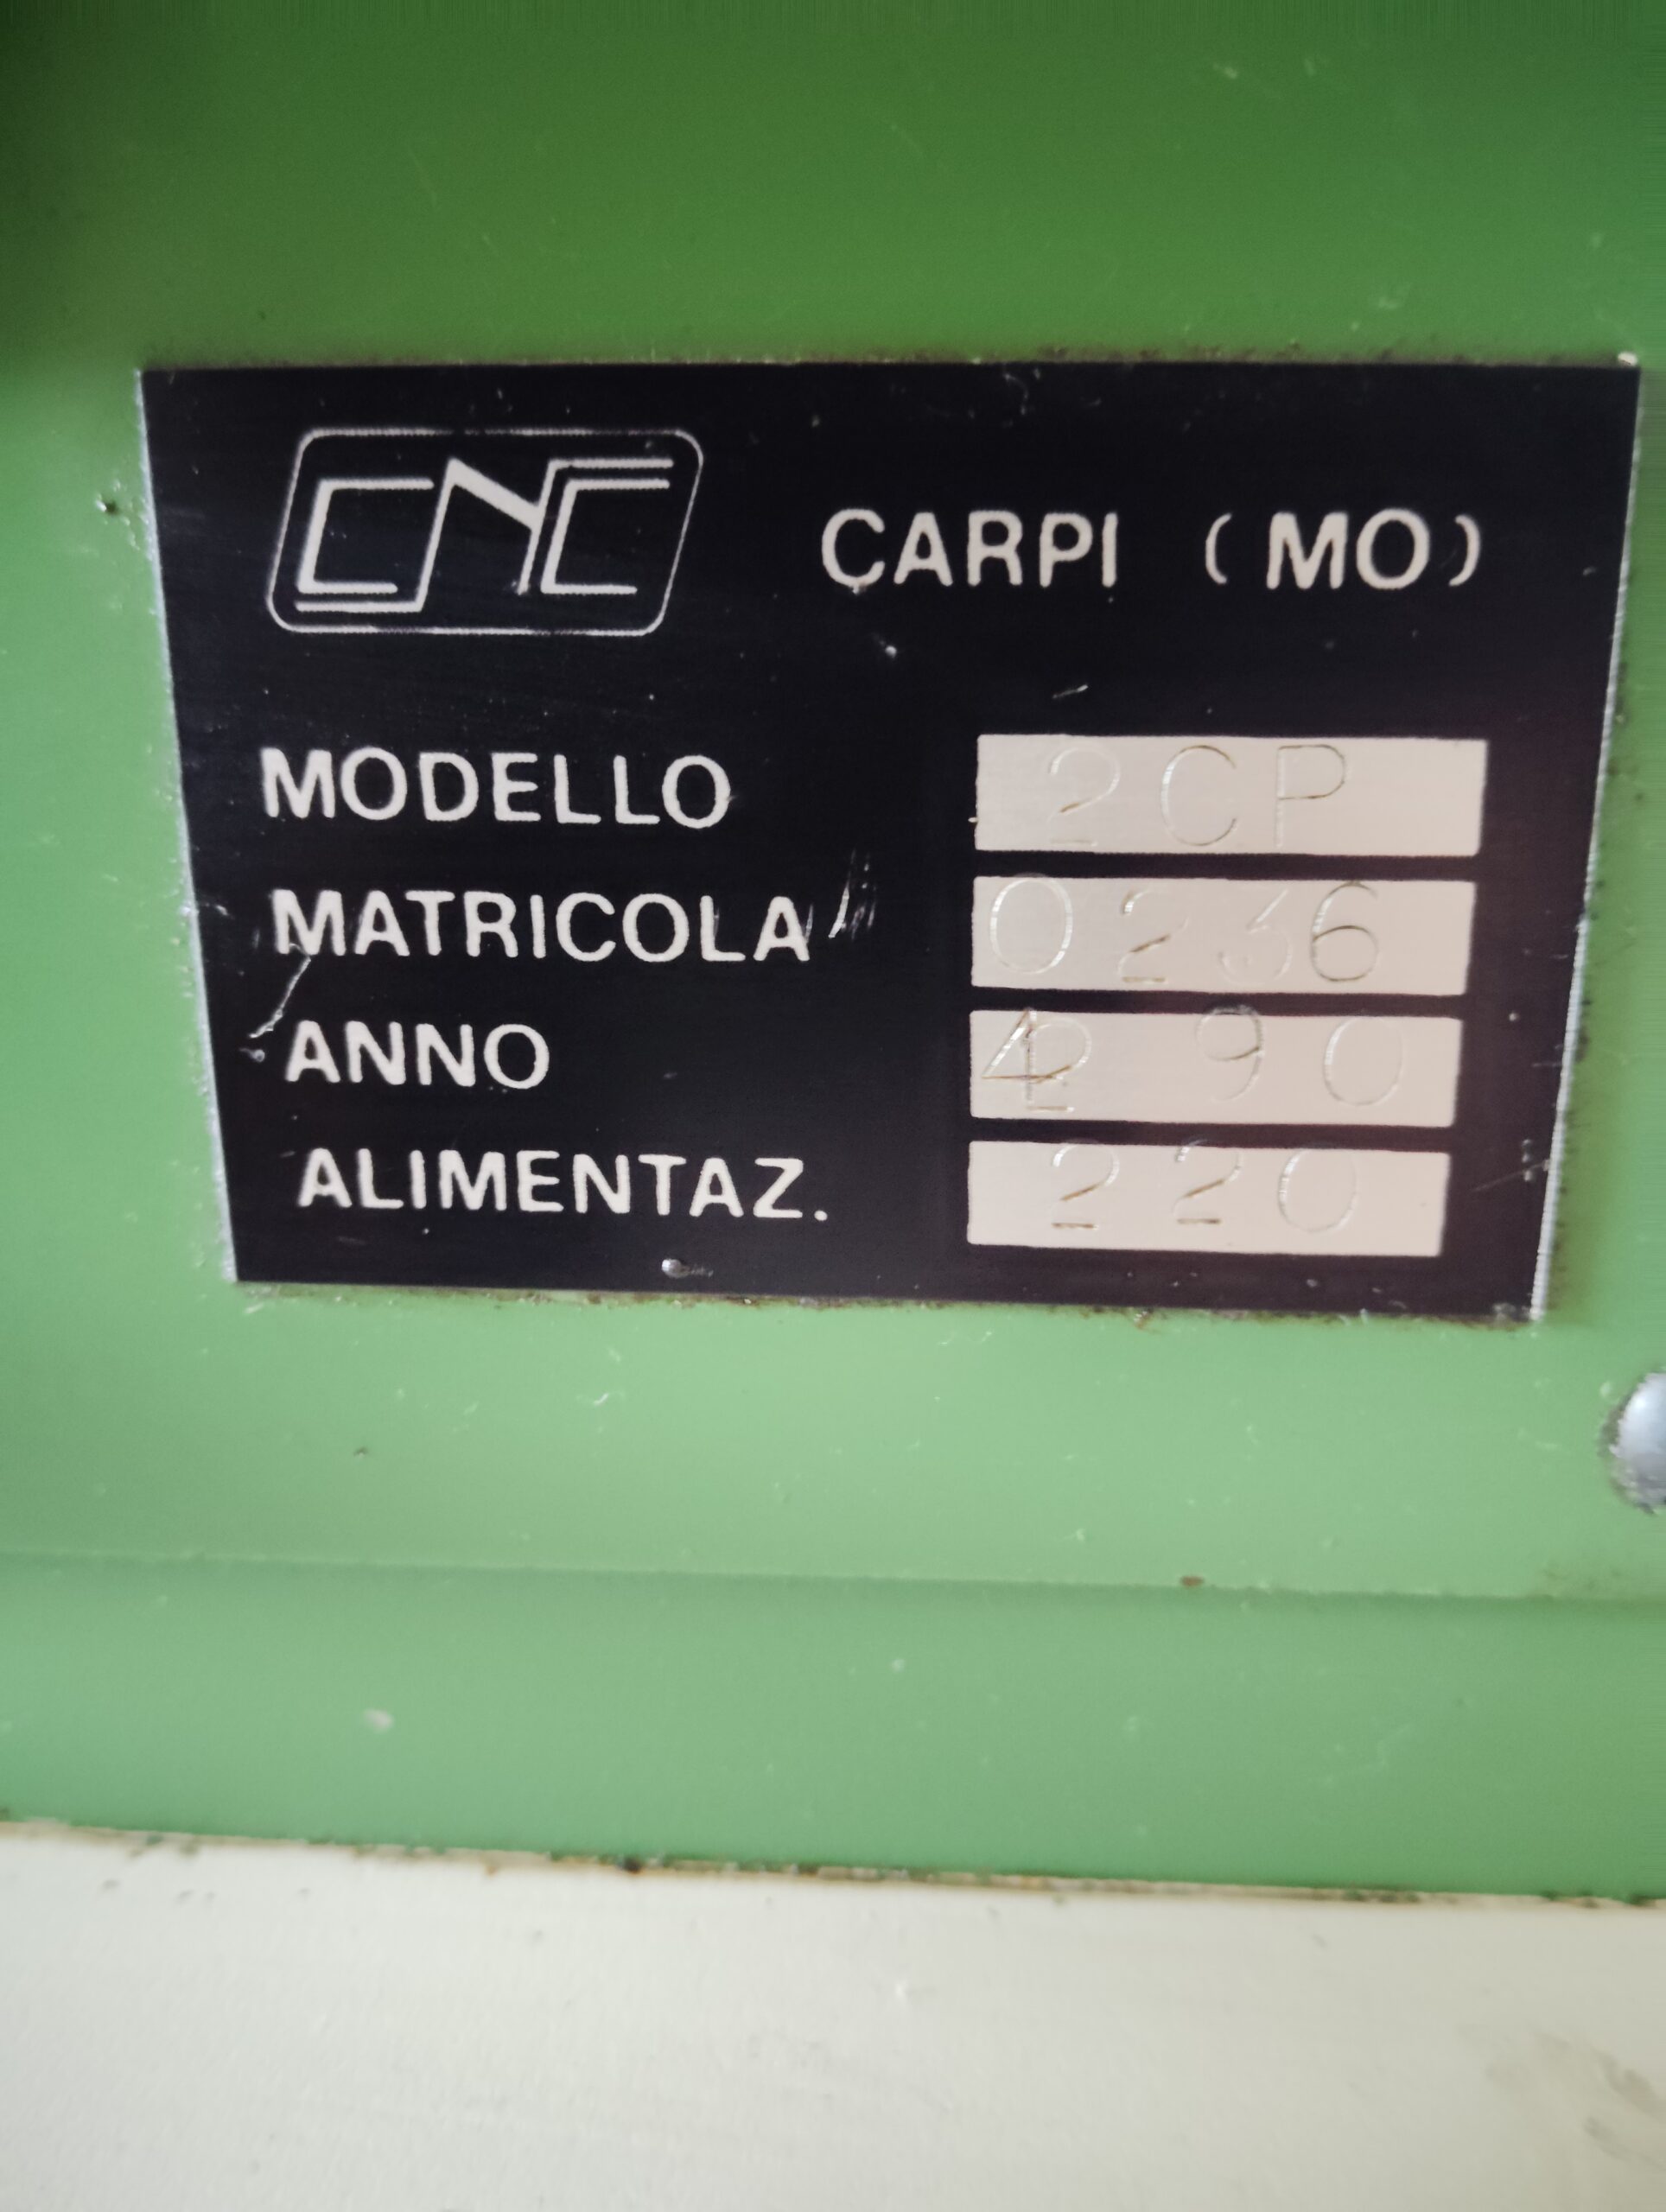 CNC CARPI (MO)
MODELLO 2CP
MATRICOLA 0236
ANNO 90
ALIMENTAZ. 220